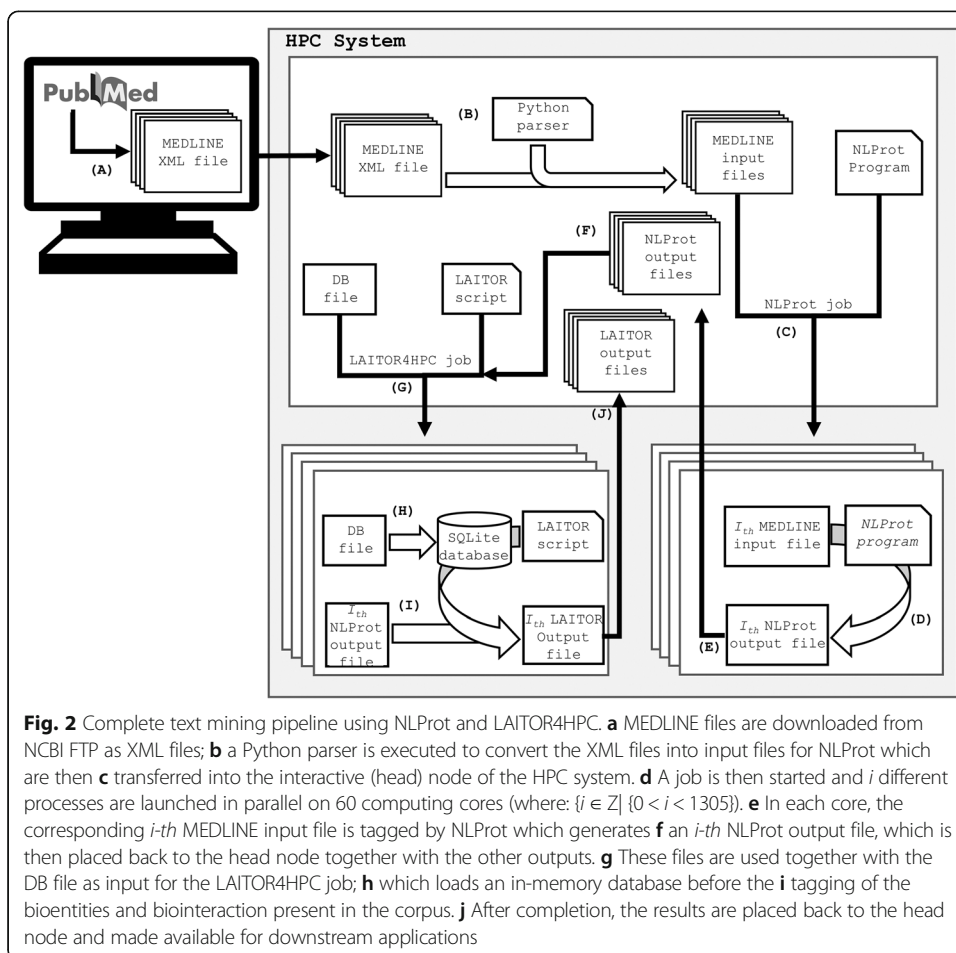 HPC System
PubMed
MEDLINE
XML file
(A)
MEDLINE
XML file
(B)
Python
parser
MEDLINE
input
files
NLProt
Program
(F)
NLProt
output
files
DB
file
LAITOR
script
NLProt job
(C)
LAITOR
output
files
LAITOR4HPC job
(G)
(J)
(H)
DB
file
SQLite
database
LAITOR
script
(I)
Ith
NLProt
output
file
Ith LAITOR
Output
file
Ith MEDLINE
input file
NLProt
program
(D)
Ith NLProt
output file
(E)
Fig. 2 Complete text mining pipeline using NLProt and LAITOR4HPC. a MEDLINE files are downloaded from
NCBI FTP as XML files; b a Python parser is executed to convert the XML files into input files for NLProt which
are then c transferred into the interactive (head) node of the HPC system. d A job is then started and i different
processes are launched in parallel on 60 computing cores (where: {i ∈ Z| {0 < i < 1305}). e In each core, the
corresponding i-th MEDLINE input file is tagged by NLProt which generates f an i-th NLProt output file, which is
then placed back to the head node together with the other outputs. g These files are used together with the
DB file as input for the LAITOR4HPC job; h which loads an in-memory database before the i tagging of the
bioentities and biointeraction present in the corpus. j After completion, the results are placed back to the head
node and made available for downstream applications